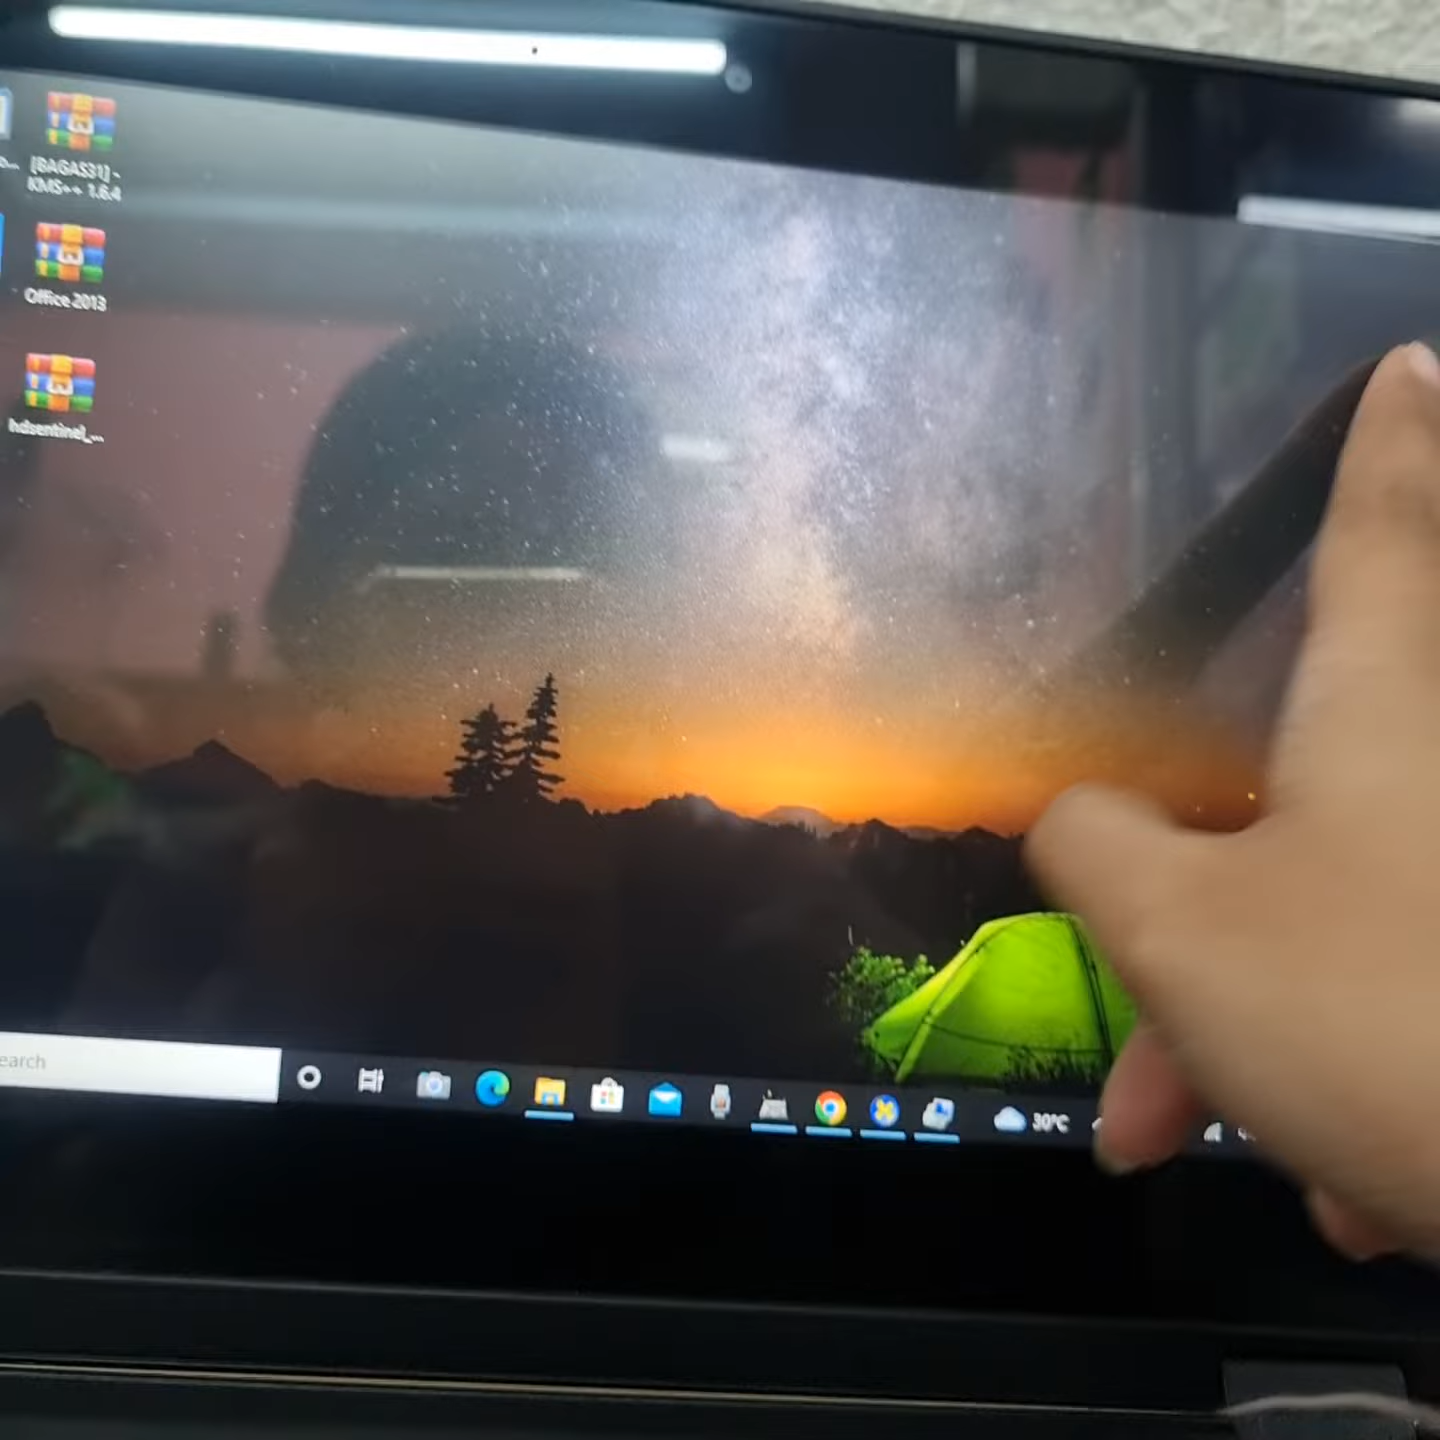 [BAGAS31] -
KMS++ 1.6.4
Office 2013
hdsentinel_...
earch
30°C